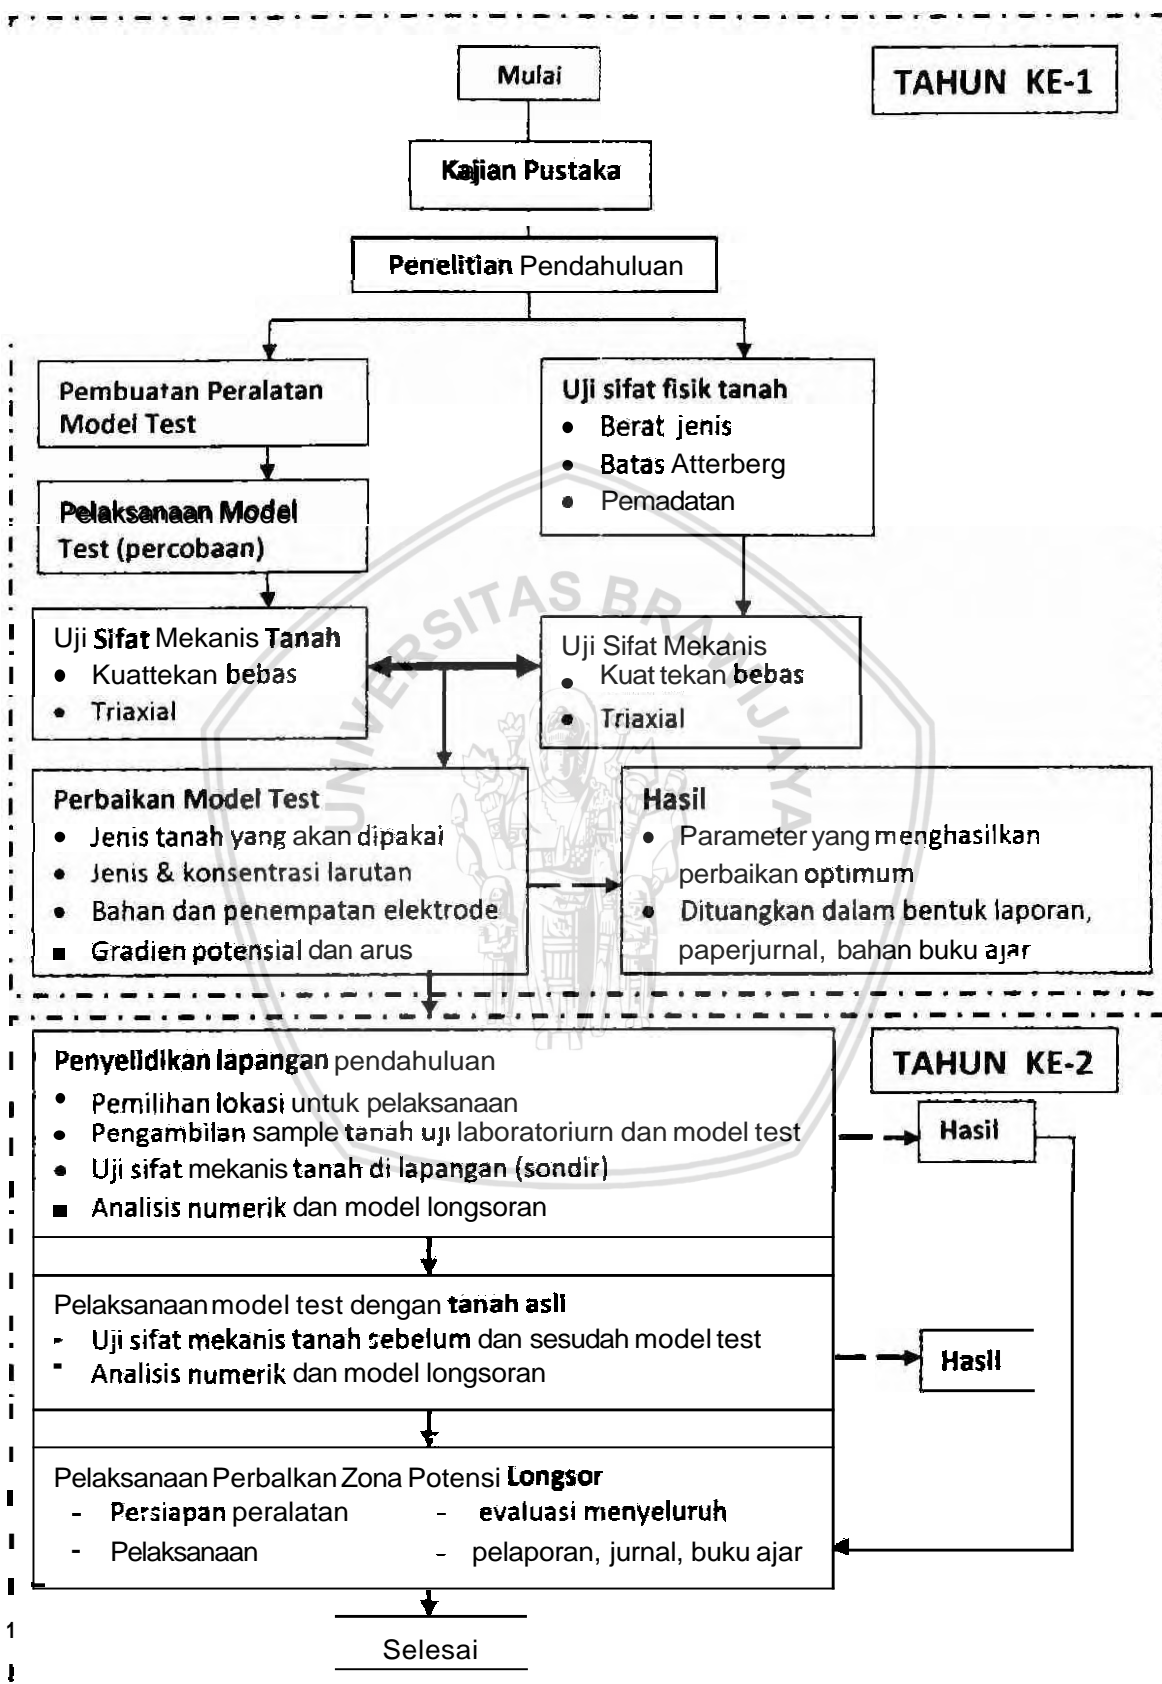 Mulai
TAHUN KE-1
Kajian Pustaka
Penelitian Pendahuluan
Pembuatan Peralatan
Model Test
Uji sifat fisik tanah
• Berat jenis
• Batas Atterberg
• Pemadatan
Pelaksanaan Model
Test (percobaan)
Uji Sifat Mekanis Tanah
• Kuattekan bebas
• Triaxial
Uji Sifat Mekanis
• Kuat tekan bebas
• Triaxial
UNIVERSITAS BRAWIJAYA
Perbaikan Model Test
• Jenis tanah yang akan dipakai
• Jenis & konsentrasi larutan
• Bahan dan penempatan elektrode
■ Gradien potensial dan arus
Hasil
• Parameter yang menghasilkan
perbaikan optimum
• Dituangkan dalam bentuk laporan,
paperjurnal, bahan buku ajar
TAHUN KE-2
Penyelidikan lapangan pendahuluan
• Pemilihan lokasi untuk pelaksanaan
• Pengambilan sample tanah uji laboratoriurn dan model test
• Uji sifat mekanis tanah di lapangan (sondir)
■ Analisis numerik dan model longsoran
Hasil
Pelaksanaan model test dengan tanah asli
- Uji sifat mekanis tanah sebelum dan sesudah model test
- Analisis numerik dan model longsoran
Hasil
Pelaksanaan Perbalkan Zona Potensi Longsor
- Persiapan peralatan - evaluasi menyeluruh
- Pelaksanaan - pelaporan, jurnal, buku ajar
Selesai